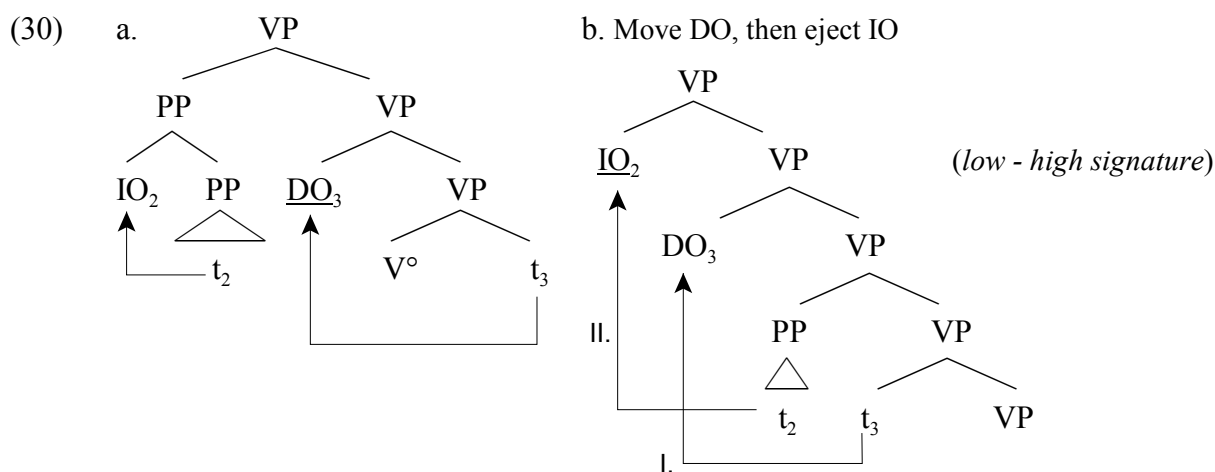 (30) a. VP b. Move DO, then eject IO
VP
PP VP
IO₂ VP (low - high signature)
IO₂ PP DO₃ VP
DO₃ VP
t₂ V° t₃
II. PP VP
t₂ t₃ VP
I.